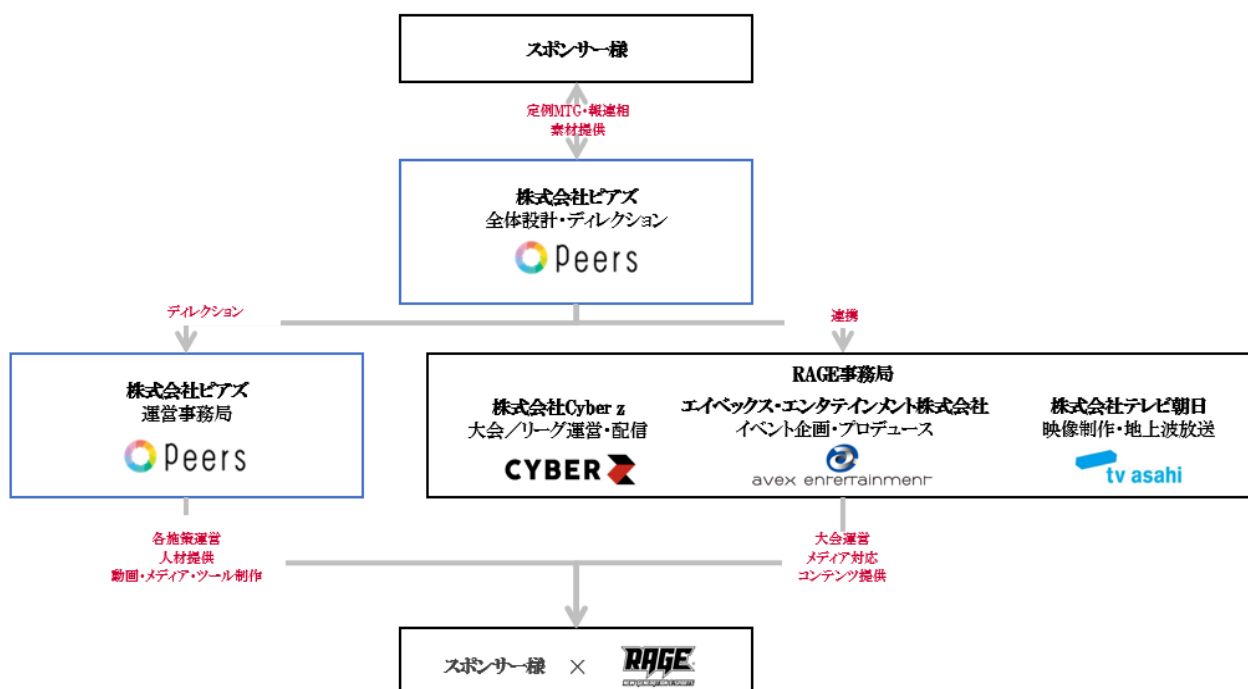 スポンサー様
定例MTG・報連相
素材提供
株式会社ピアズ
全体設計・ディレクション
Peers
ディレクション
連携
株式会社ピアズ
運営事務局
Peers
RAGE事務局
株式会社Cyber z
大会／リーグ運営・配信
CYBER Z
エイベックス・エンタテインメント株式会社
イベント企画・プロデュース
avex entertainment
株式会社テレビ朝日
映像制作・地上波放送
tv asahi
各施策運営
人材提供
動画・メディア・ツール制作
大会運営
メディア対応
コンテンツ提供
スポンサー様 × RAGE